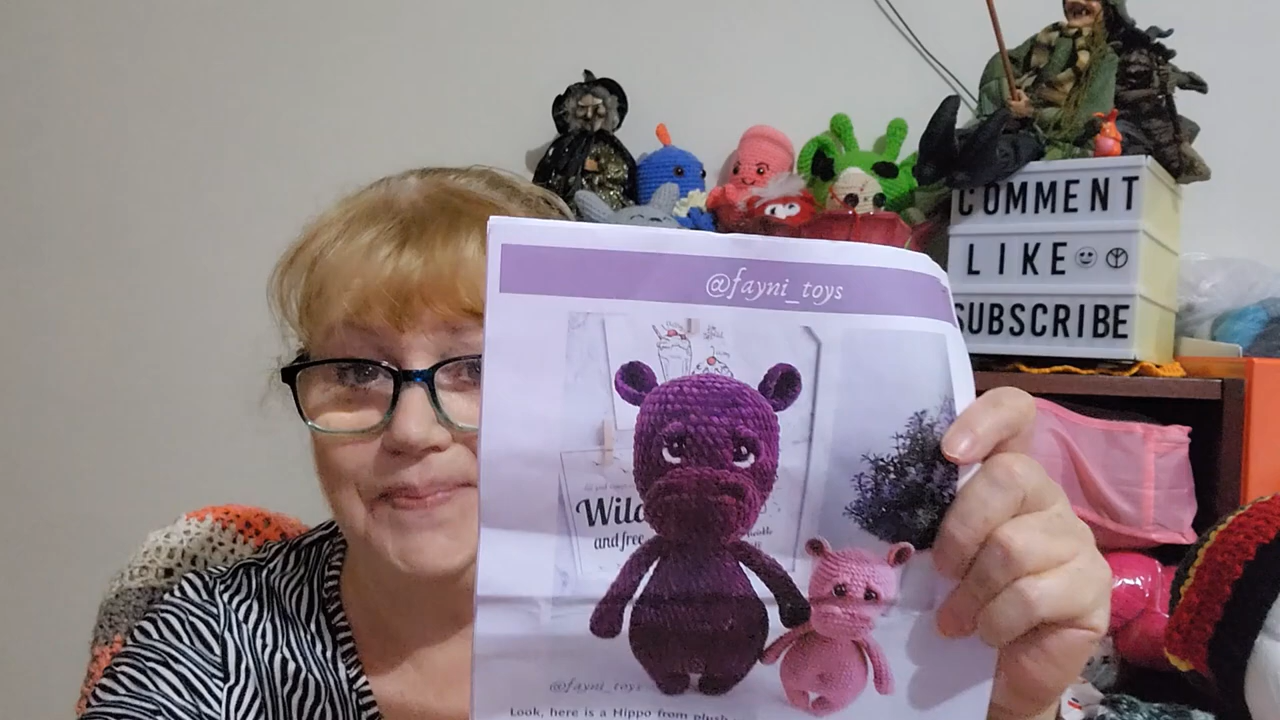 COMMENT
LIKE
SUBSCRIBE
@fayni_toys
Wild
and free
@fayni_toys
Look, here is a Hippo from plush